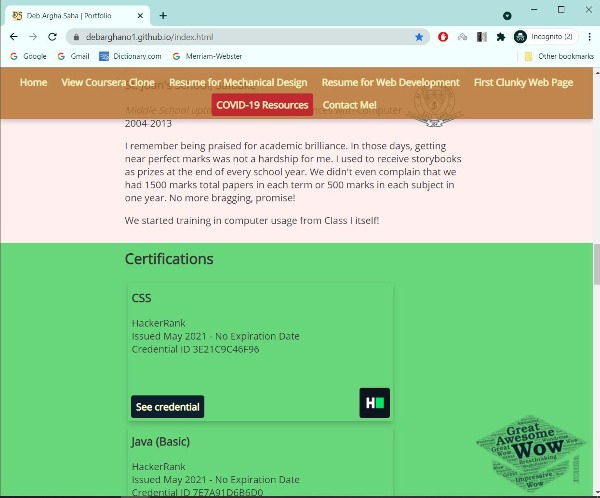 Deb Argha Saha | Portfolio
debarghano1.github.io/index.html
Incognito (2)
Google
Gmail
Dictionary.com
Merriam-Webster
Other bookmarks
Home
View Coursera Clone
Resume for Mechanical Design
Resume for Web Development
First Clunky Web Page
COVID-19 Resources
Contact Me!
Middle School upto
with Computer
2004-2013
I remember being praised for academic brilliance. In those days, getting
near perfect marks was not a hardship for me. I used to receive storybooks
as prizes at the end of every school year. We didn't even complain that we
had 1500 marks total papers in each term or 500 marks in each subject in
one year. No more bragging, promise!
We started training in computer usage from Class I itself!
Certifications
CSS
HackerRank
Issued May 2021 - No Expiration Date
Credential ID 3E21C9C46F96
See credential
H
Java (Basic)
HackerRank
Issued May 2021 - No Expiration Date
Credential ID 7E7A91D6B6D0
Great
Awesome
Wow
Breathtaking
Impressive
Wow